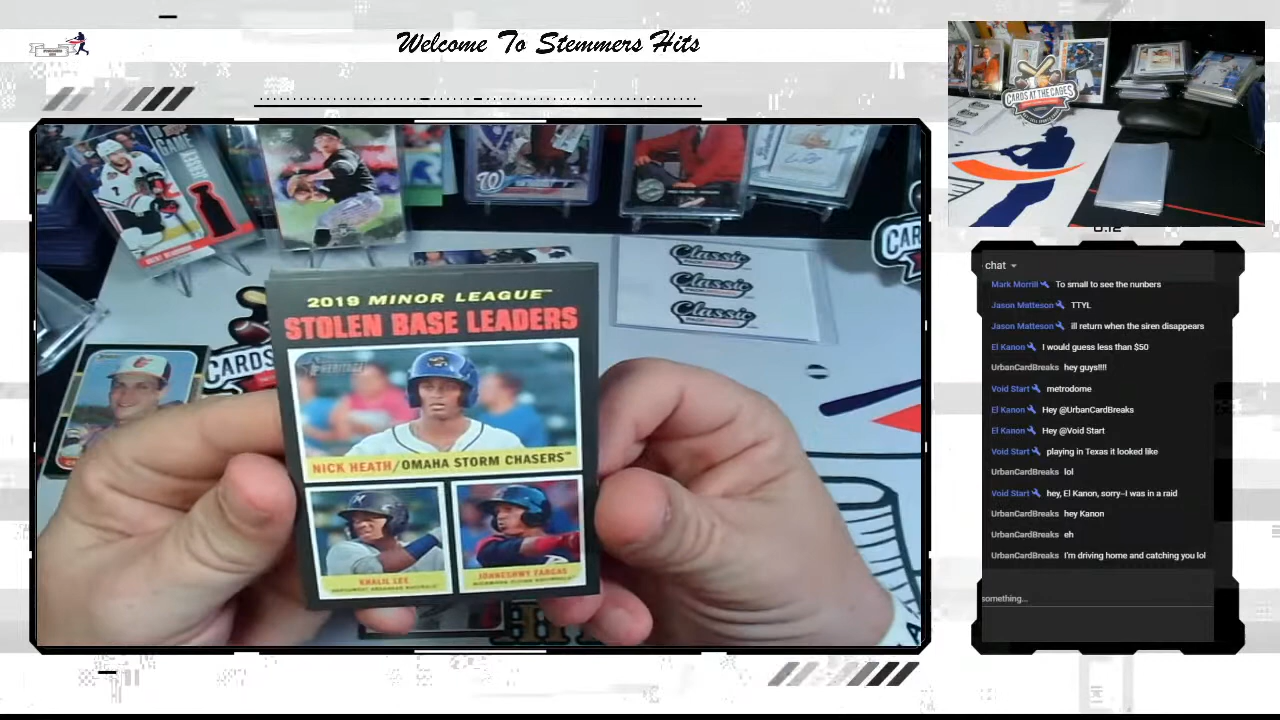 Welcome To Stemmers Hits
CARDS AT THE CAGES
GAME
Classic
Classic
Classic
CARDS
2019 MINOR LEAGUE™
STOLEN BASE LEADERS
HERITAGE
NICK HEATH/OMAHA STORM CHASERS™
KHALIL LEE
JOHNESHWY FARGAS
chat
Mark Morrill To small to see the nunbers
Jason Matteson TTYL
Jason Matteson ill return when the siren disappears
El Kanon I would guess less than $50
UrbanCardBreaks hey guys!!!!
Void Start metrodome
El Kanon Hey @UrbanCardBreaks
El Kanon Hey @Void Start
Void Start playing in Texas it looked like
UrbanCardBreaks lol
Void Start hey, El Kanon, sorry--I was in a raid
UrbanCardBreaks hey Kanon
UrbanCardBreaks eh
UrbanCardBreaks I'm driving home and catching you lol
something...